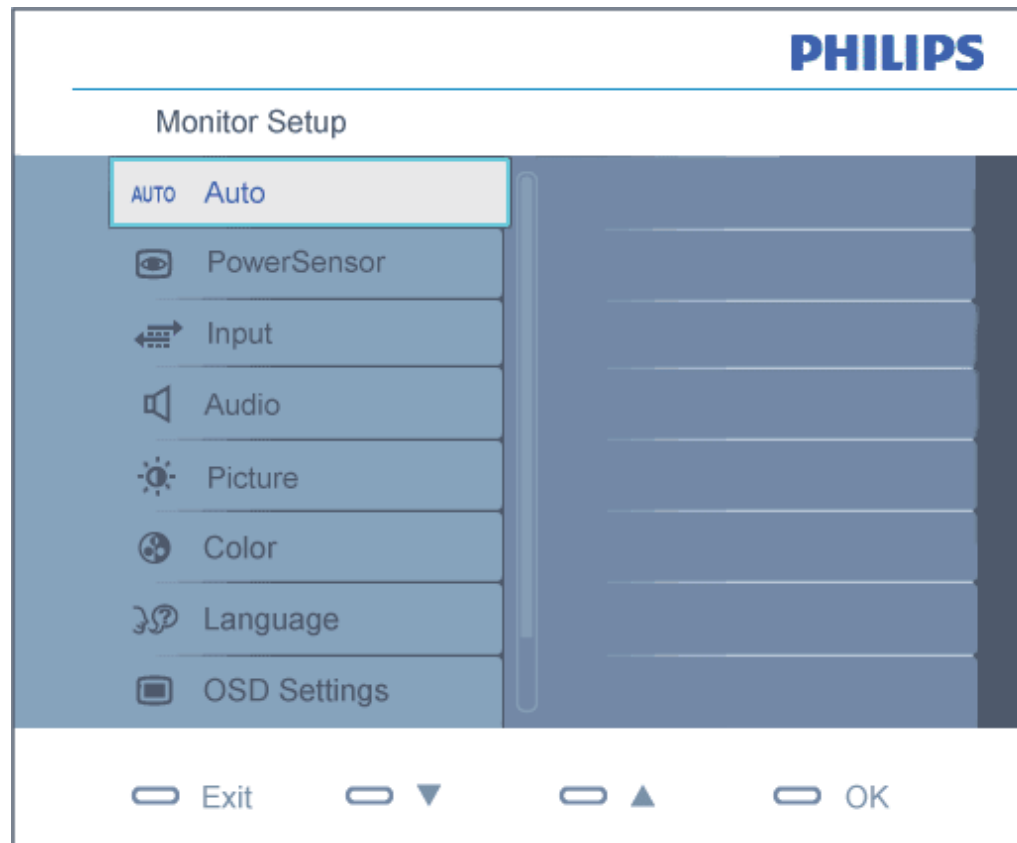 PHILIPS
Monitor Setup
AUTO Auto
PowerSensor
Input
Audio
Picture
Color
Language
OSD Settings
Exit ▼ ▲ OK